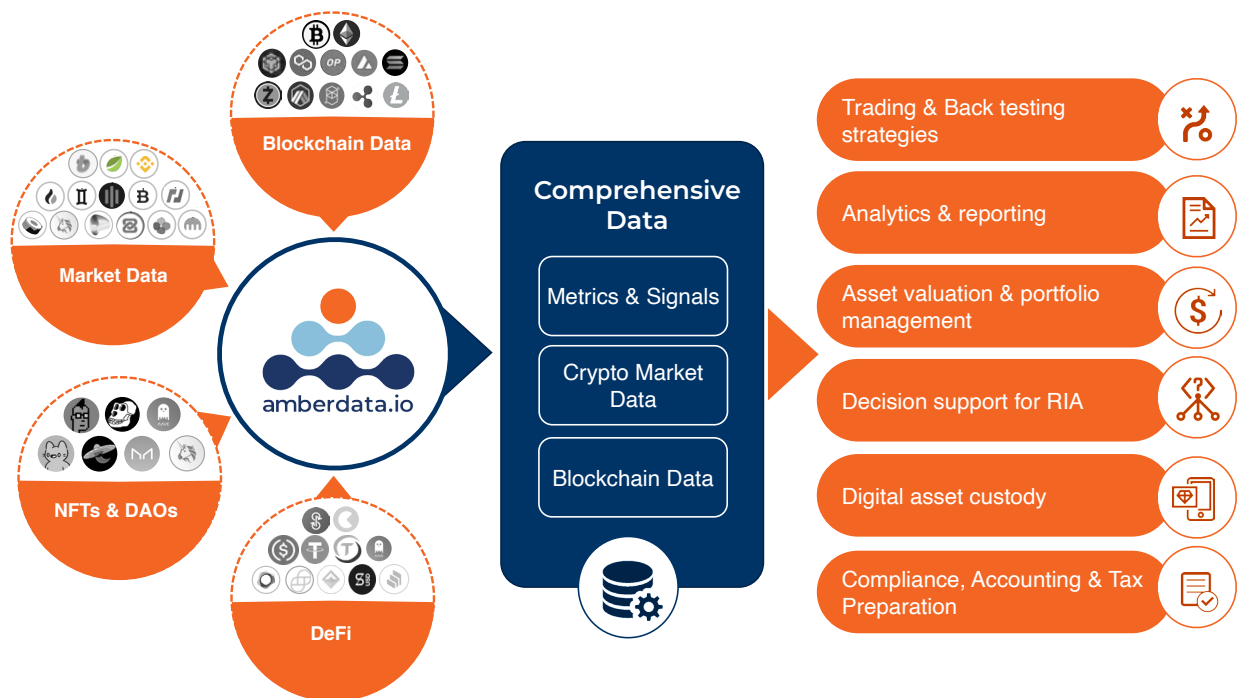 Blockchain Data
Market Data
NFTs & DAOs
DeFi
amberdata.io
Comprehensive
Data
Metrics & Signals
Crypto Market
Data
Blockchain Data
Trading & Back testing
strategies
Analytics & reporting
Asset valuation & portfolio
management
Decision support for RIA
Digital asset custody
Compliance, Accounting & Tax
Preparation